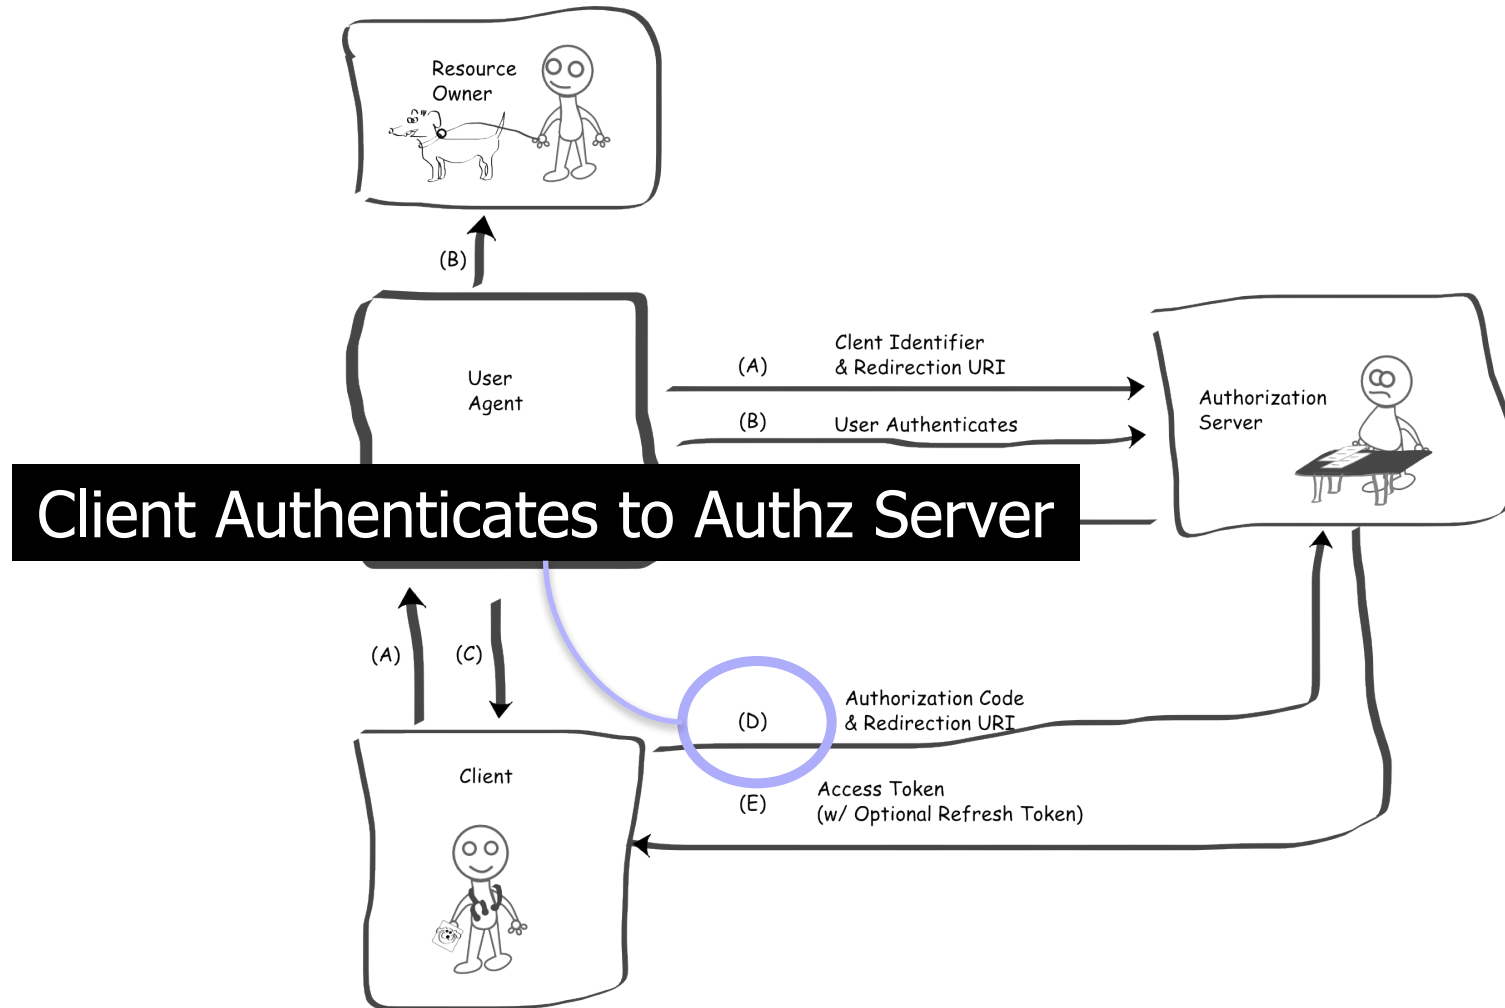 Resource
Owner
(B)
User
Agent
(A)
Clent Identifier
& Redirection URI
(B)
User Authenticates
Authorization
Server
Client Authenticates to Authz Server
(A)
(C)
(D)
Authorization Code
& Redirection URI
(E)
Access Token
(w/ Optional Refresh Token)
Client